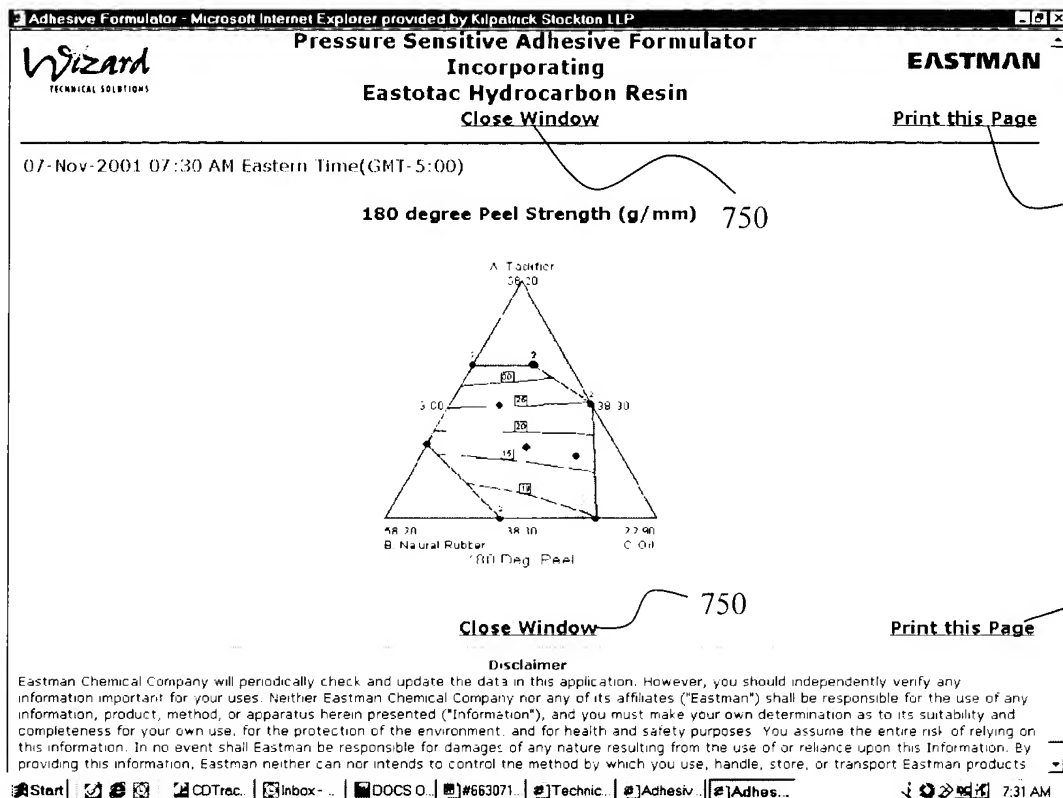 Adhesive Formulator - Microsoft Internet Explorer provided by Kilpatrick Stockton LLP
Wizard
TECHNICAL SOLUTIONS
Pressure Sensitive Adhesive Formulator
Incorporating
Eastotac Hydrocarbon Resin
EASTMAN
Close Window
Print this Page
07-Nov-2001 07:30 AM Eastern Time(GMT-5:00)
180 degree Peel Strength (g/mm)
750
A. Tadifier
2
2
38.30
20
15
2
58.20
38.30
22.90
B. Naural Rubber
C. Oil
180 Deg. Peel
750
Close Window
Print this Page
Disclaimer
Eastman Chemical Company will periodically check and update the data in this application. However, you should independently verify any
information important for your uses. Neither Eastman Chemical Company nor any of its affiliates ("Eastman") shall be responsible for the use of any
information, product, method, or apparatus herein presented ("Information"), and you must make your own determination as to its suitability and
completeness for your own use, for the protection of the environment, and for health and safety purposes. You assume the entire risk of relying on
this information. In no event shall Eastman be responsible for damages of any nature resulting from the use of or reliance upon this Information. By
providing this information, Eastman neither can nor intends to control the method by which you use, handle, store, or transport Eastman products
Start CDTrac.. Inbox- .. DOCS O.. #663071.. Technic.. Adhesiv.. Adhes... 7:31 AM